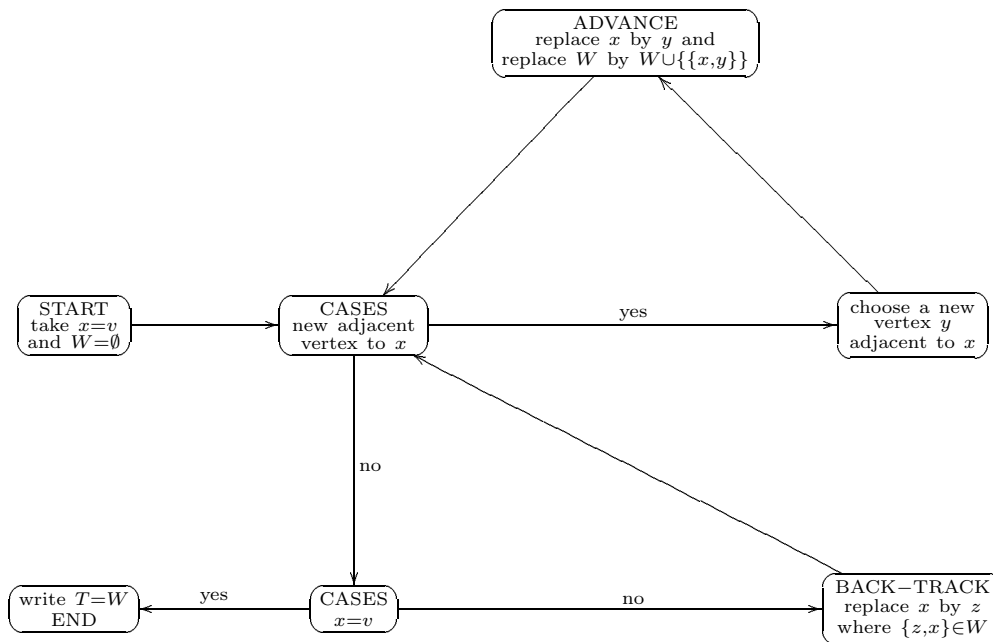 ADVANCE
replace x by y and
replace W by W∪{{x,y}}
START
take x=v
and W=∅
CASES
new adjacent
vertex to x
yes
choose a new
vertex y
adjacent to x
no
write T=W
END
yes
CASES
x=v
no
BACK−TRACK
replace x by z
where {z,x}∈W